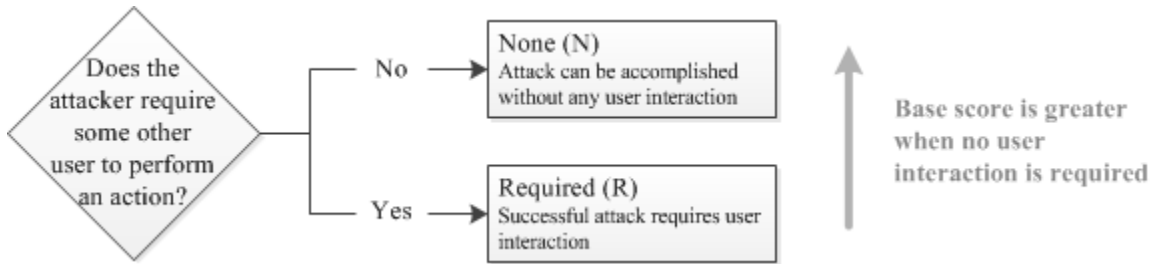 Does the
attacker require
some other
user to perform
an action?
No
None (N)
Attack can be accomplished
without any user interaction
Yes
Required (R)
Successful attack requires user
interaction
Base score is greater
when no user
interaction is required